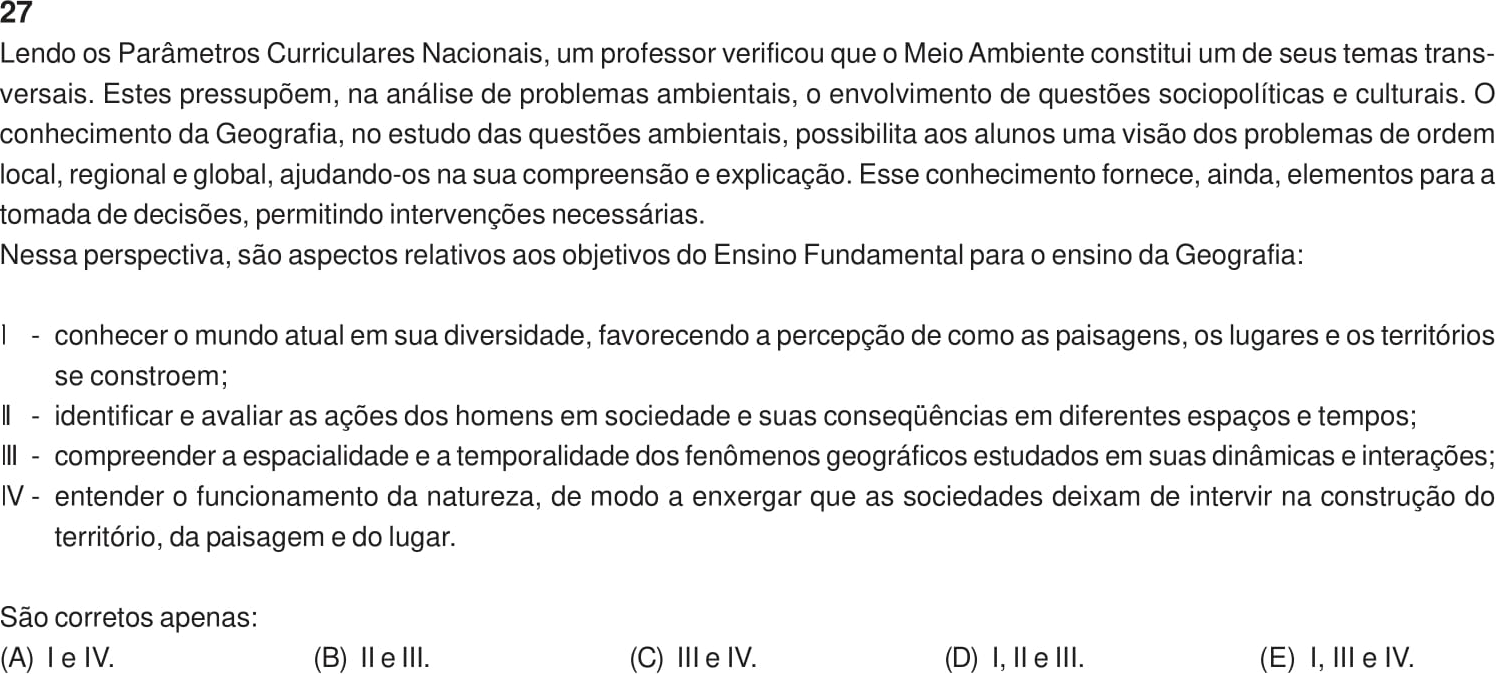 27
Lendo os Parâmetros Curriculares Nacionais, um professor verificou que o Meio Ambiente constitui um de seus temas trans-
versais. Estes pressupõem, na análise de problemas ambientais, o envolvimento de questões sociopolíticas e culturais. O
conhecimento da Geografia, no estudo das questões ambientais, possibilita aos alunos uma visão dos problemas de ordem
local, regional e global, ajudando-os na sua compreensão e explicação. Esse conhecimento fornece, ainda, elementos para a
tomada de decisões, permitindo intervenções necessárias.
Nessa perspectiva, são aspectos relativos aos objetivos do Ensino Fundamental para o ensino da Geografia:
I - conhecer o mundo atual em sua diversidade, favorecendo a percepção de como as paisagens, os lugares e os territórios
se constroem;
II - identificar e avaliar as ações dos homens em sociedade e suas conseqüências em diferentes espaços e tempos;
III - compreender a espacialidade e a temporalidade dos fenômenos geográficos estudados em suas dinâmicas e interações;
IV - entender o funcionamento da natureza, de modo a enxergar que as sociedades deixam de intervir na construção do
território, da paisagem e do lugar.
São corretos apenas:
(A) I e IV. (B) II e III. (C) III e IV. (D) I, II e III. (E) I, III e IV.